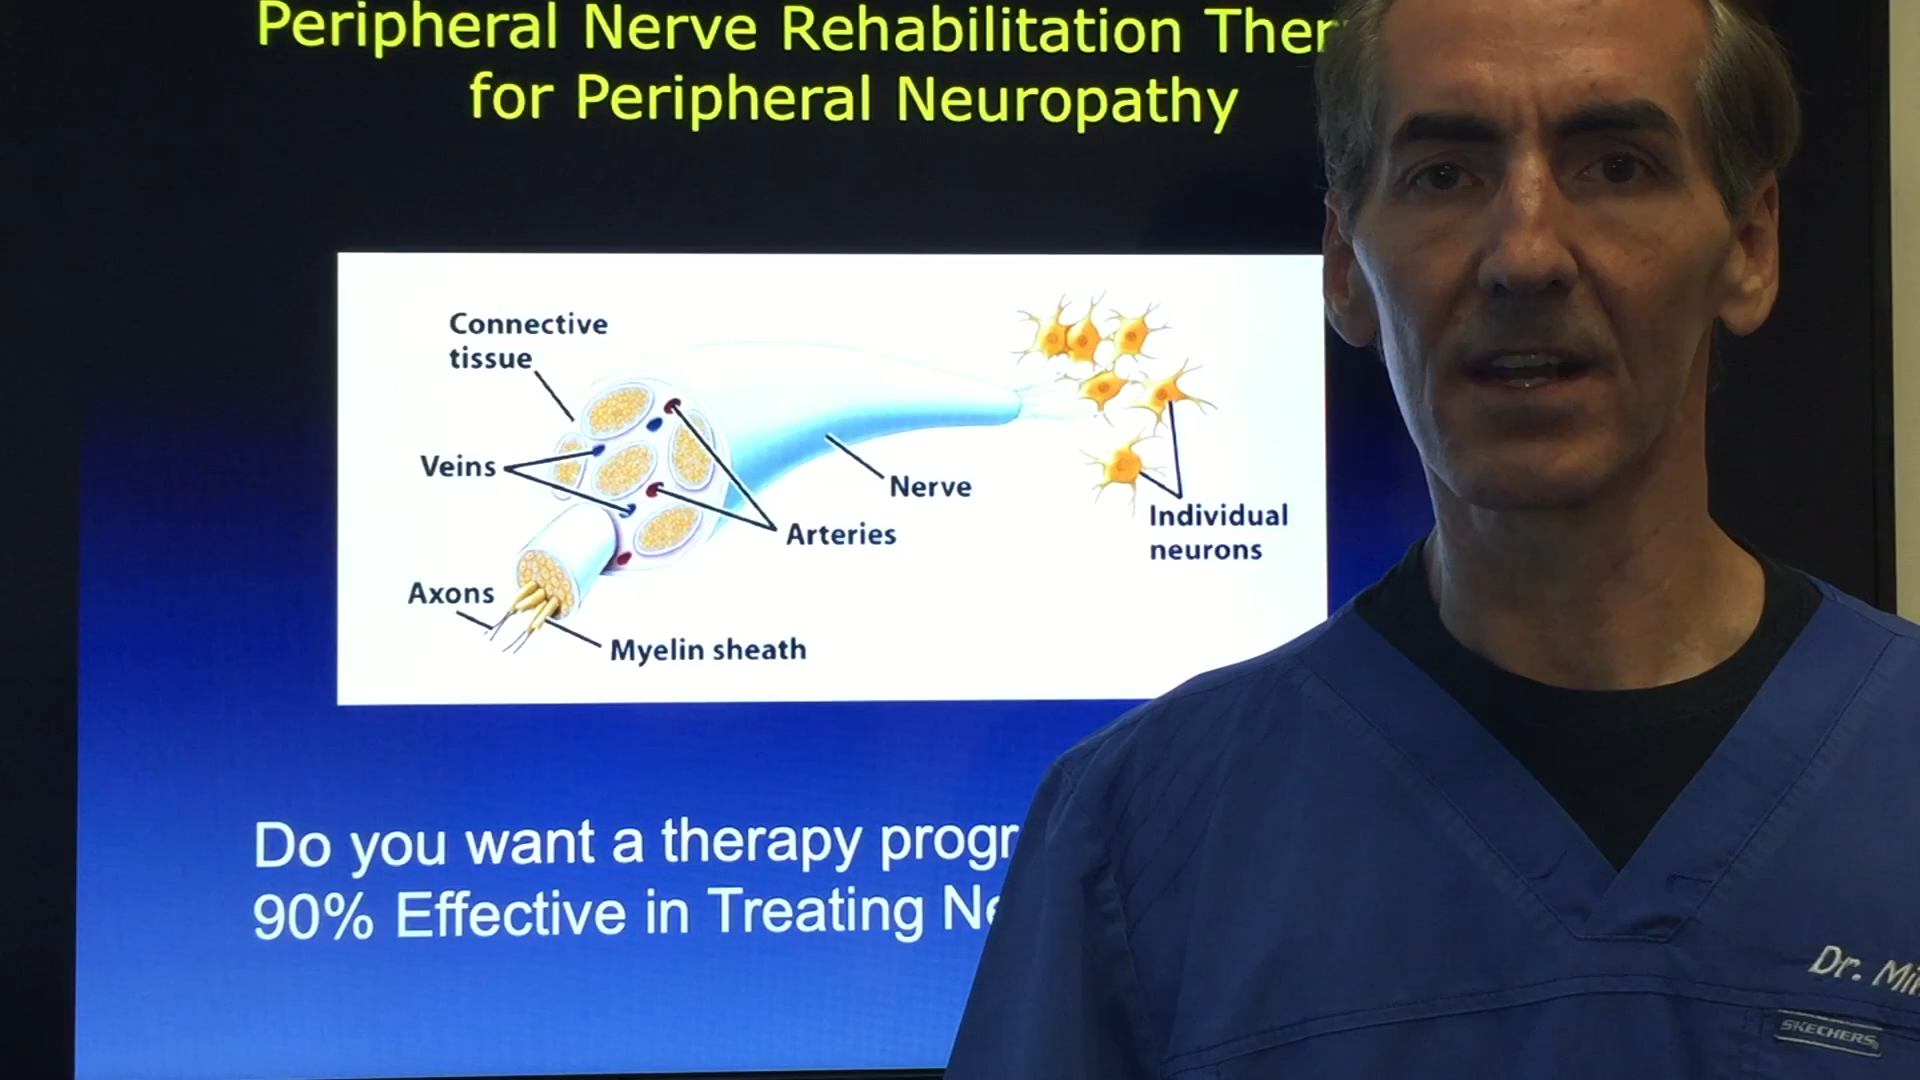 Peripheral Nerve Rehabilitation Ther
for Peripheral Neuropathy
Connective
tissue
Veins
Nerve
Arteries
Individual
neurons
Axons
Myelin sheath
Do you want a therapy progr
90% Effective in Treating Ne
Dr. Mi
SKECHERS